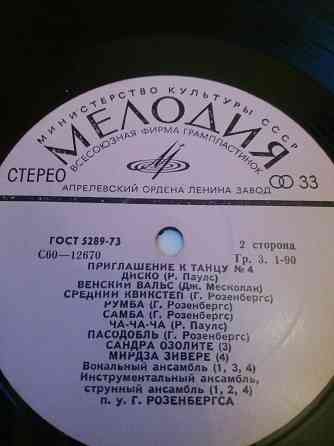 МИНИСТЕРСТВО КУЛЬТУРЫ СССР
МЕЛОДИЯ
ВСЕСОЮЗНАЯ ФИРМА ГРАМПЛАСТИНОК
СТЕРЕО
33
АПРЕЛЕВСКИЙ ОРДЕНА ЛЕНИНА ЗАВОД
ГОСТ 5289-73
2 сторона
С60—12670
Гр. 3. 1-90
ПРИГЛАШЕНИЕ К ТАНЦУ № 4
ДИСКО (Р. Паулс)
ВЕНСКИЙ ВАЛЬС (Дж. Месколан)
СРЕДНИЙ КВИКСТЕП (Г. Розенбергс)
РУМБА (Г. Розенбергс)
САМБА (Г. Розенбергс)
ЧА-ЧА-ЧА (Р. Паулс)
ПАСОДОБЛЬ (Г. Розенбергс)
САНДРА ОЗОЛИТЕ (3)
МИРДЗА ЗИВЕРЕ (4)
Вокальный ансамбль (1, 3, 4)
Инструментальный ансамбль,
струнный ансамбль (1, 2, 4)
п. у Г. РОЗЕНБЕРГСА